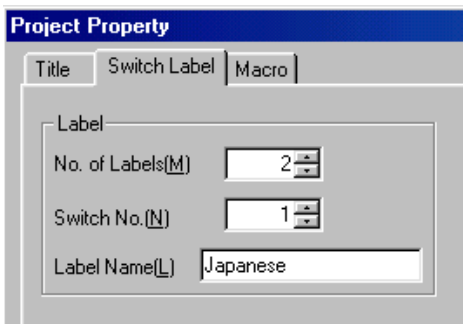 Project Property
Title Switch Label Macro
Label
No. of Labels(M) 2
Switch No.(N) 1
Label Name(L) Japanese